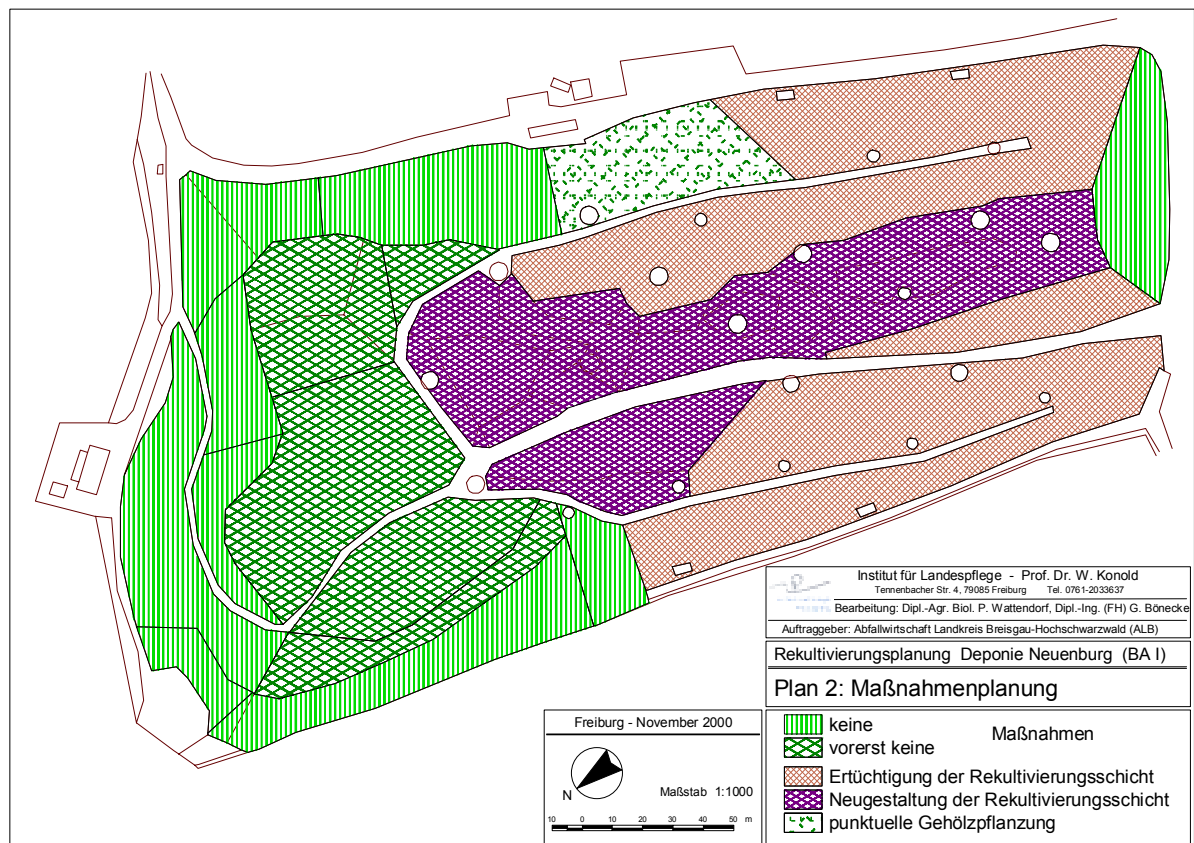 Institut für Landespflege - Prof. Dr. W. Konold
Tennenbacher Str. 4, 79085 Freiburg Tel. 0761-2033637
Bearbeitung: Dipl.-Agr. Biol. P. Wattendorf, Dipl.-Ing. (FH) G. Bönecke
Auftraggeber: Abfallwirtschaft Landkreis Breisgau-Hochschwarzwald (ALB)
Rekultivierungsplanung Deponie Neuenburg (BA I)
Plan 2: Maßnahmenplanung
Freiburg - November 2000
N
Maßstab 1:1000
10 0 10 20 30 40 50 m
Maßnahmen
keine
vorerst keine
Ertüchtigung der Rekultivierungsschicht
Neugestaltung der Rekultivierungsschicht
punktuelle Gehölzpflanzung